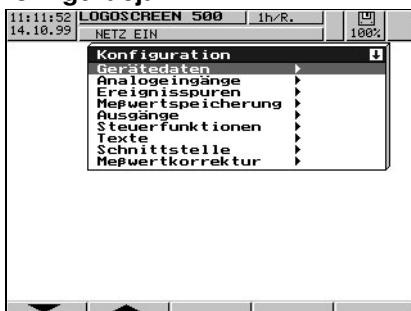 11:11:52 LOGOSCREEN 500 1h/R.
14.10.99 NETZ EIN 100%
Konfiguration
Gerätedaten
Analogeingänge
Ereignisspuren
Meßwertspeicherung
Ausgänge
Steuerfunktionen
Texte
Schnittstelle
Meßwertkorrektur